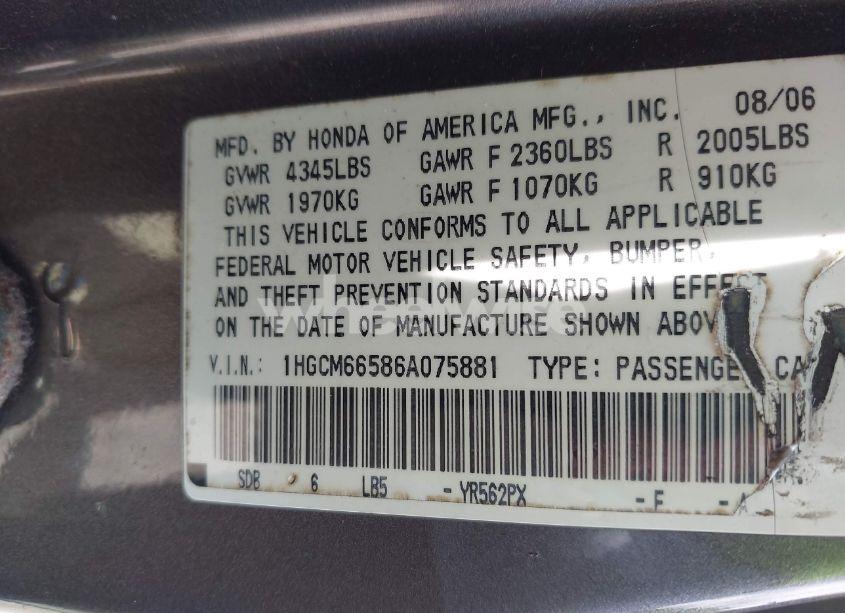 MFD. BY HONDA OF AMERICA MFG., INC. 08/06
GVWR 4345LBS GAWR F 2360LBS R 2005LBS
GVWR 1970KG GAWR F 1070KG R 910KG
THIS VEHICLE CONFORMS TO ALL APPLICABLE
FEDERAL MOTOR VEHICLE SAFETY, BUMPER,
AND THEFT PREVENTION STANDARDS IN EFFECT
ON THE DATE OF MANUFACTURE SHOWN ABOV
V.I.N.: 1HGCM66586A075881 TYPE: PASSENGE CA
SDB 6 LB5 - YR562PX - F - A